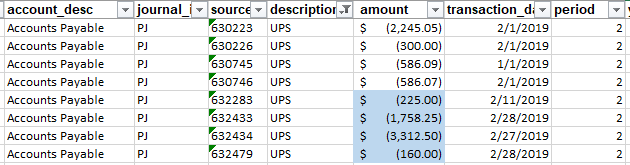 account_desc journal_i source description amount transaction_da period
Accounts Payable PJ 630223 UPS $ (2,245.05) 2/1/2019 2
Accounts Payable PJ 630226 UPS $ (300.00) 2/1/2019 2
Accounts Payable PJ 630745 UPS $ (586.09) 1/1/2019 2
Accounts Payable PJ 630746 UPS $ (586.07) 2/1/2019 2
Accounts Payable PJ 632283 UPS $ (225.00) 2/11/2019 2
Accounts Payable PJ 632433 UPS $ (1,758.25) 2/28/2019 2
Accounts Payable PJ 632434 UPS $ (3,312.50) 2/27/2019 2
Accounts Payable PJ 632479 UPS $ (160.00) 2/28/2019 2